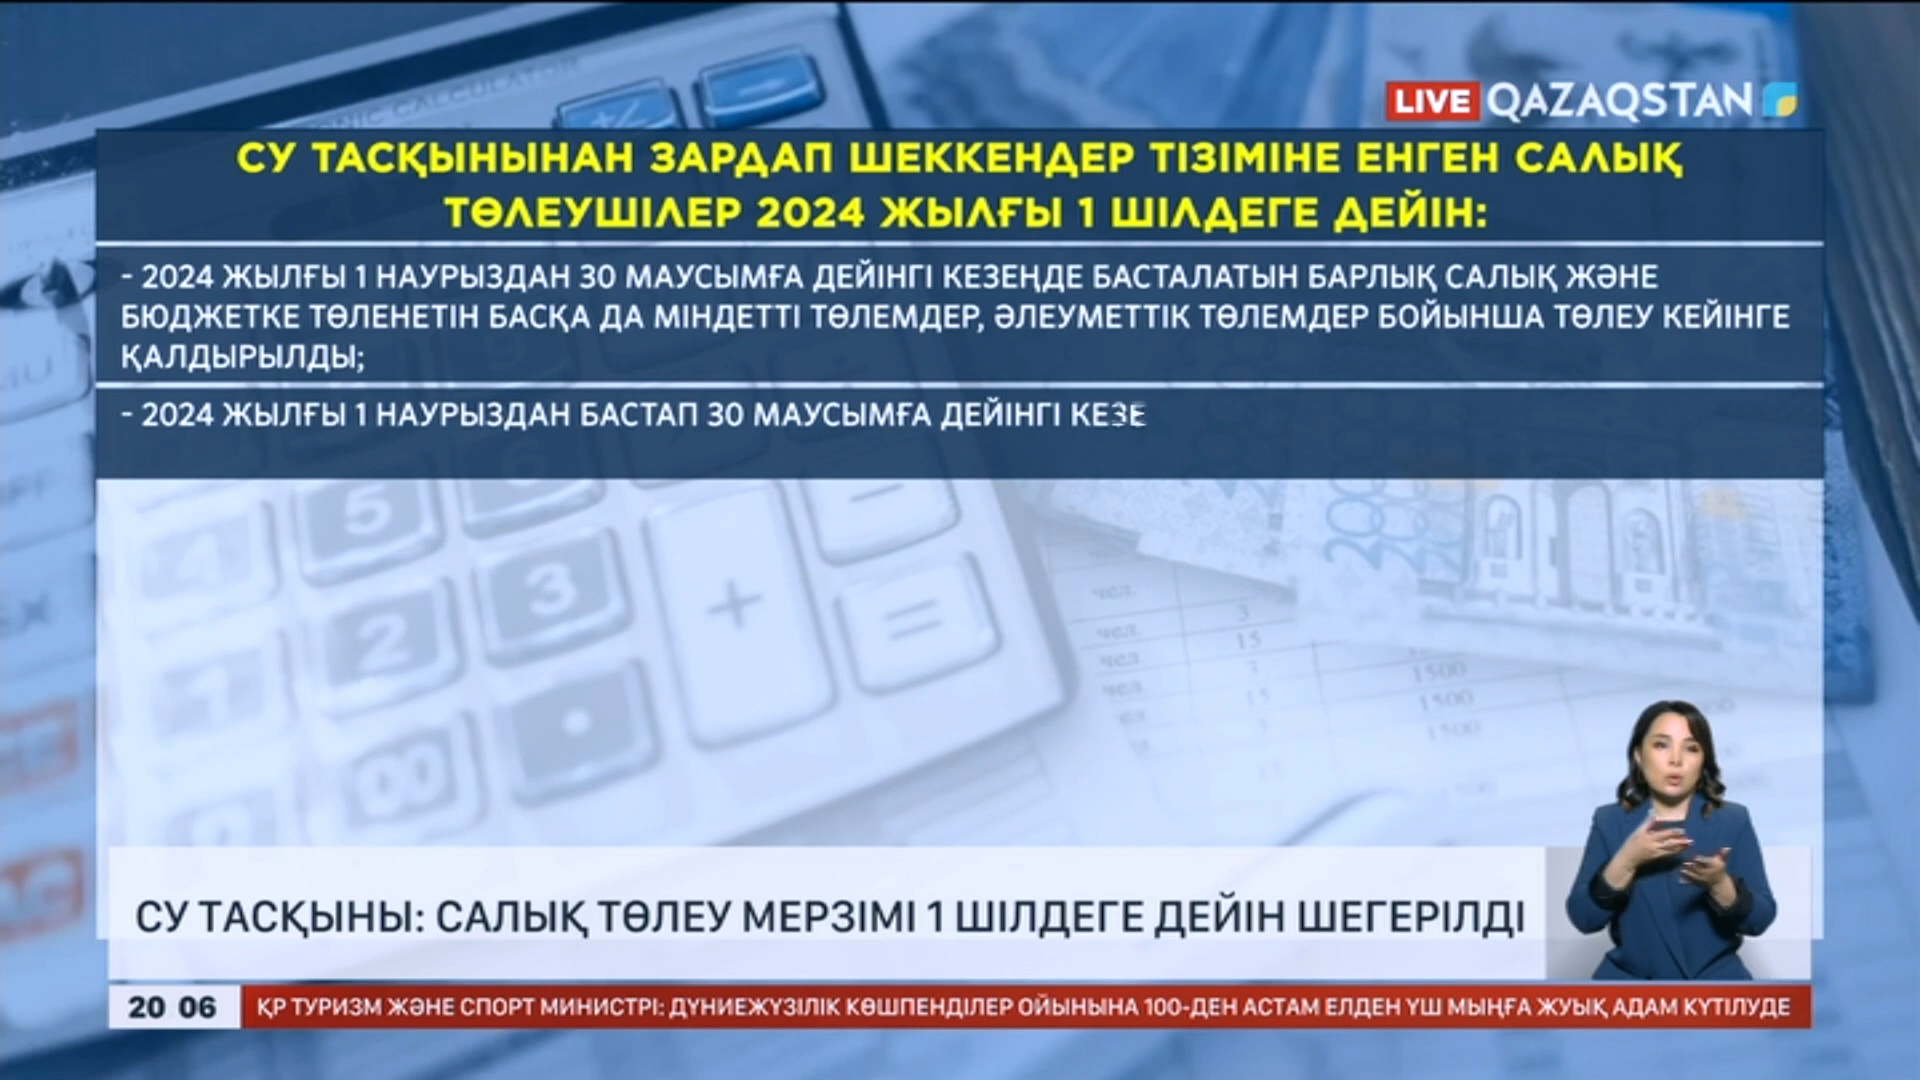 LIVE QAZAQSTAN
СУ ТАСҚЫНЫНАН ЗАРДАП ШЕККЕНДЕР ТІЗІМІНЕ ЕНГЕН САЛЫҚ
ТӨЛЕУШІЛЕР 2024 ЖЫЛҒЫ 1 ШІЛДЕГЕ ДЕЙІН:
- 2024 ЖЫЛҒЫ 1 НАУРЫЗДАН 30 МАУСЫМҒА ДЕЙІНГІ КЕЗЕҢДЕ БАСТАЛАТЫН БАРЛЫҚ САЛЫҚ ЖӘНЕ
БЮДЖЕТКЕ ТӨЛЕНЕТІН БАСҚА ДА МІНДЕТТІ ТӨЛЕМДЕР, ӘЛЕУМЕТТІК ТӨЛЕМДЕР БОЙЫНША ТӨЛЕУ КЕЙІНГЕ
ҚАЛДЫРЫЛДЫ;
- 2024 ЖЫЛҒЫ 1 НАУРЫЗДАН БАСТАП 30 МАУСЫМҒА ДЕЙІНГІ КЕЗЕ
СУ ТАСҚЫНЫ: САЛЫҚ ТӨЛЕУ МЕРЗІМІ 1 ШІЛДЕГЕ ДЕЙІН ШЕГЕРІЛДІ
20 06 ҚР ТУРИЗМ ЖӘНЕ СПОРТ МИНИСТРІ: ДҮНИЕЖҮЗІЛІК КӨШПЕНДІЛЕР ОЙЫНЫНА 100-ДЕН АСТАМ ЕЛДЕН ҮШ МЫҢҒА ЖУЫҚ АДАМ КҮТІЛУДЕ